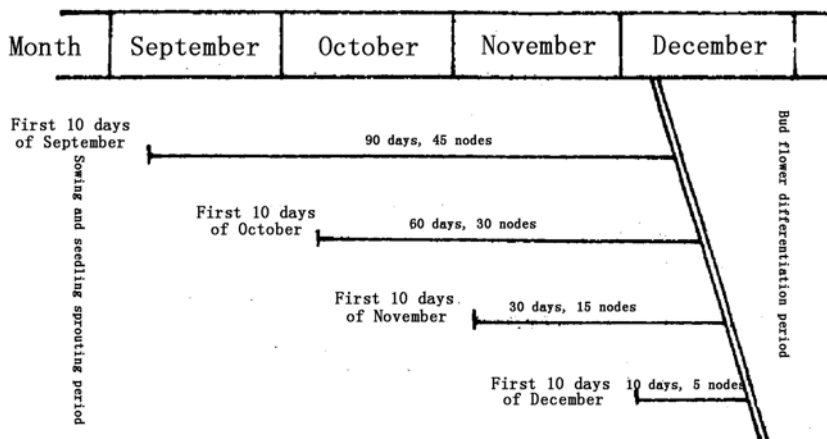 Month September October November December
First 10 days
of September
90 days, 45 nodes
First 10 days
of October
60 days, 30 nodes
First 10 days
of November
30 days, 15 nodes
First 10 days
of December
10 days, 5 nodes
Sowing and seedling sprouting period
Bud flower differentiation period